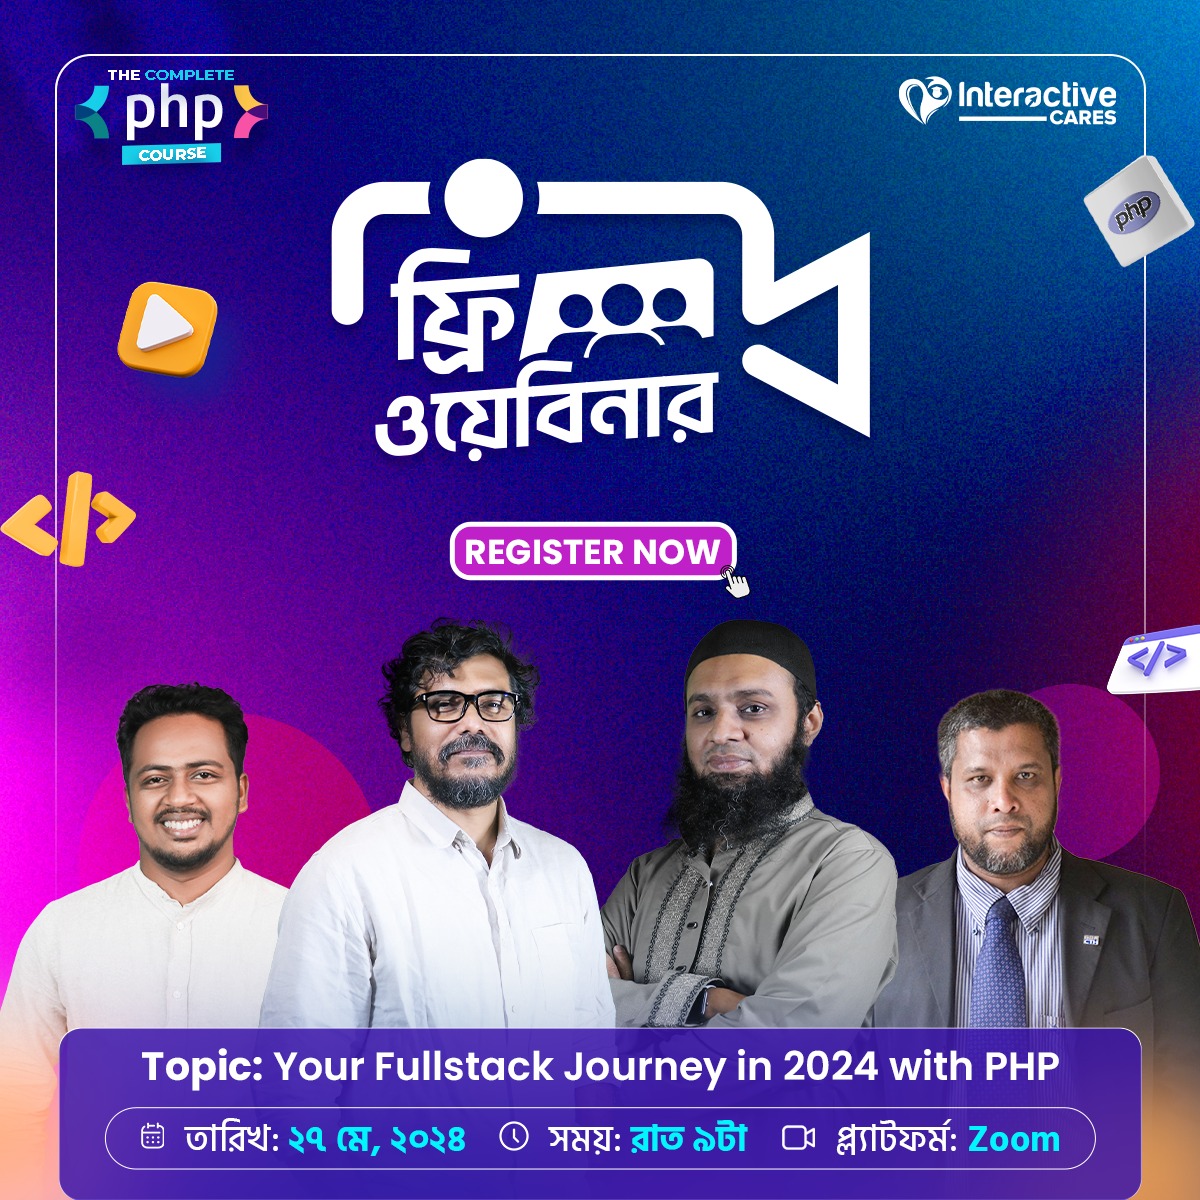 THE COMPLETE
php
COURSE
Interactive
CARES
php
ফ্রি
ওয়েবিনার
REGISTER NOW
Topic: Your Fullstack Journey in 2024 with PHP
তারিখ: ২৭ মে, ২০২৪ সময়: রাত ৯টা প্ল্যাটফর্ম: Zoom